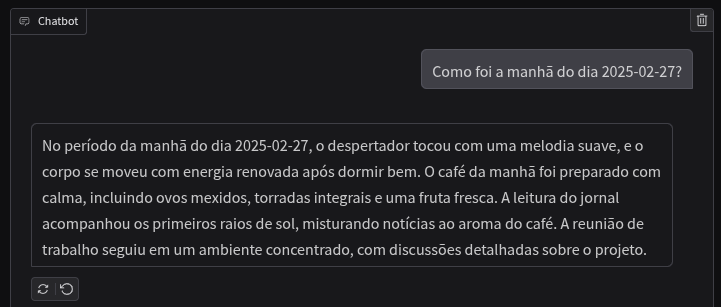 Chatbot
Como foi a manhã do dia 2025-02-27?
No período da manhã do dia 2025-02-27, o despertador tocou com uma melodia suave, e o
corpo se moveu com energia renovada após dormir bem. O café da manhã foi preparado com
calma, incluindo ovos mexidos, torradas integrais e uma fruta fresca. A leitura do jornal
acompanhou os primeiros raios de sol, misturando notícias ao aroma do café. A reunião de
trabalho seguiu em um ambiente concentrado, com discussões detalhadas sobre o projeto.